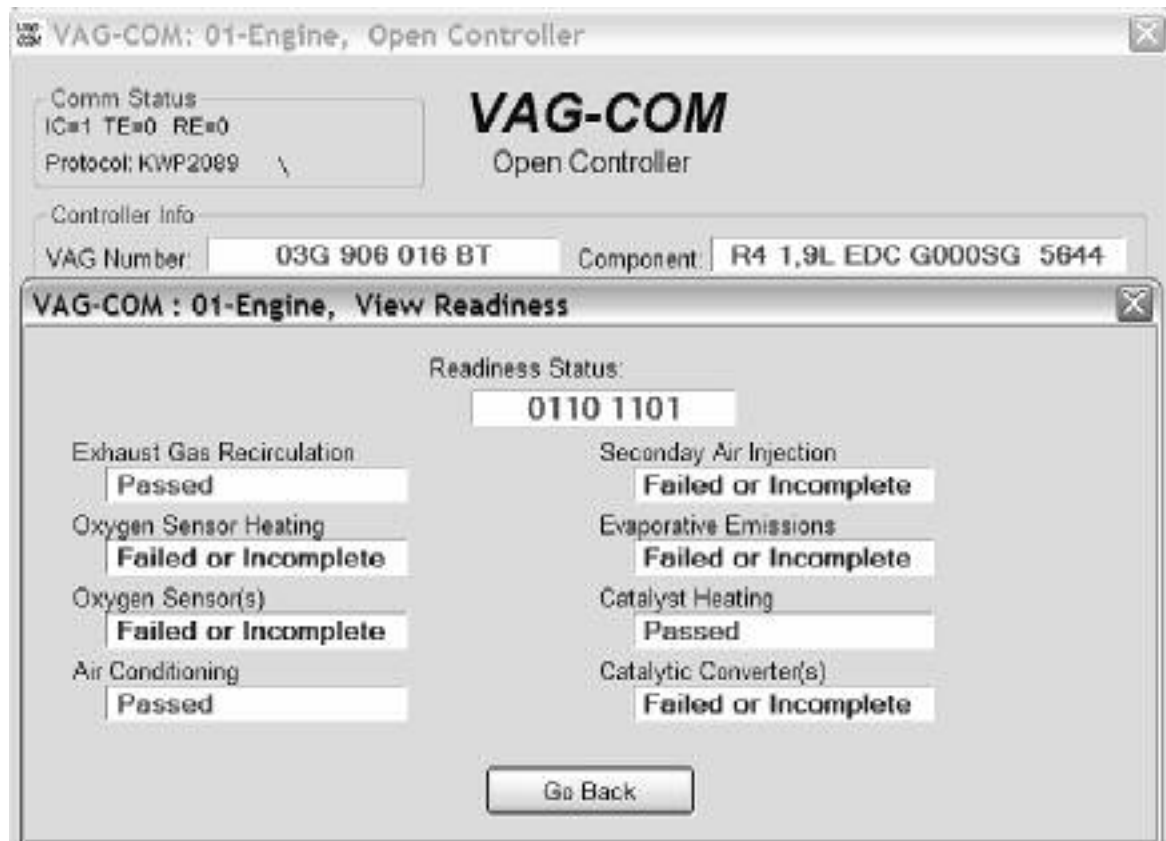 VAG-COM: 01-Engine, Open Controller
Comm Status
IC=1 TE=0 RE=0
Protocol: KWP2089 \
VAG-COM
Open Controller
Controller Info
VAG Number: 03G 906 016 BT Component: R4 1,9L EDC G000SG 5644
VAG-COM : 01-Engine, View Readiness
Readiness Status:
0110 1101
Exhaust Gas Recirculation
Passed
Seconday Air Injection
Failed or Incomplete
Oxygen Sensor Heating
Failed or Incomplete
Evaporative Emissions
Failed or Incomplete
Oxygen Sensor(s)
Failed or Incomplete
Catalyst Heating
Passed
Air Conditioning
Passed
Catalytic Converter(s)
Failed or Incomplete
Go Back